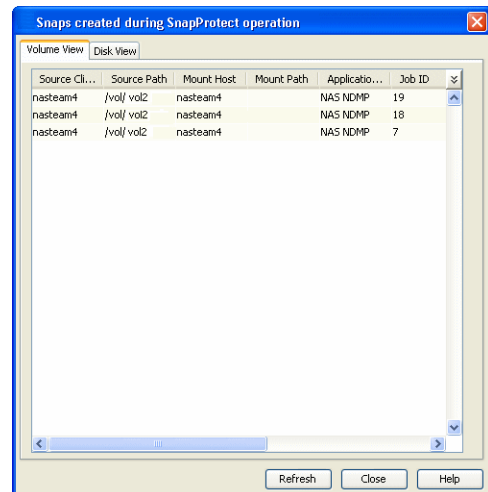 Snaps created during SnapProtect operation
Volume View Disk View
Source Cli... Source Path Mount Host Mount Path Applicatio... Job ID
nasteam4 /vol/ vol2 nasteam4 NAS NDMP 19
nasteam4 /vol/ vol2 nasteam4 NAS NDMP 18
nasteam4 /vol/ vol2 nasteam4 NAS NDMP 7
Refresh Close Help